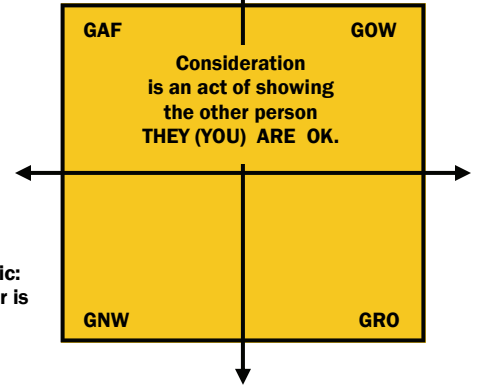 GAF GOW
Consideration
is an act of showing
the other person
THEY (YOU) ARE OK.
ic:
r is
GNW GRO